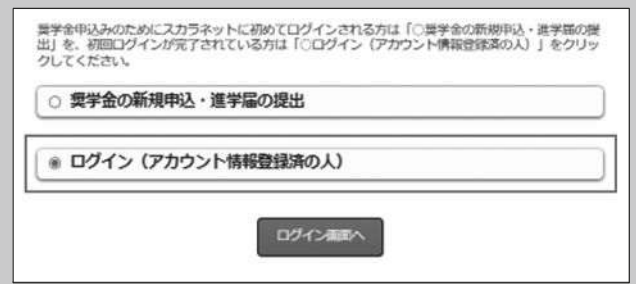 奨学金申込みのためにスカラネットに初めてログインされる方は「○奨学金の新規申込・進学届の提
出」を、初回ログインが完了されている方は「○ログイン（アカウント情報登録済の人）」をクリッ
クしてください。
奨学金の新規申込・進学届の提出
ログイン（アカウント情報登録済の人）
ログイン画面へ